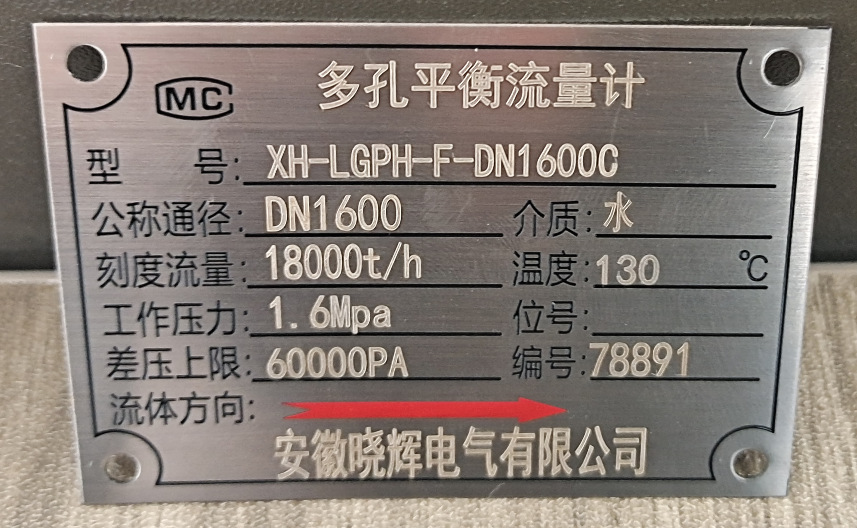 MC 多孔平衡流量计
型 号: XH-LGPH-F-DN1600C
公称通径: DN1600 介质: 水
刻度流量: 18000t/h 温度: 130 ℃
工作压力: 1.6Mpa 位号:
差压上限: 60000PA 编号: 78891
流体方向:
安徽晓辉电气有限公司